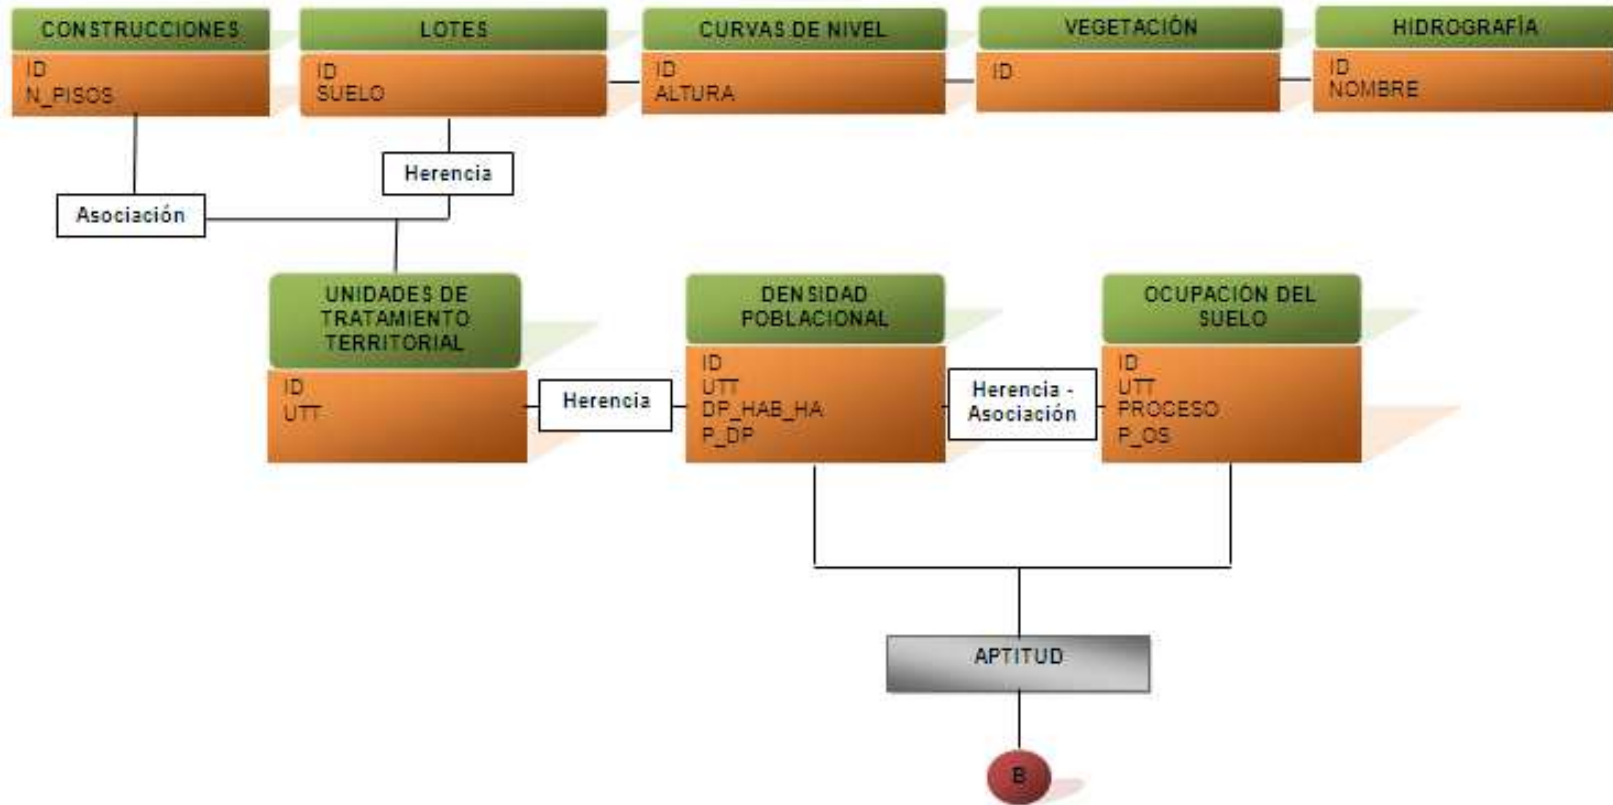 CONSTRUCCIONES
ID
N_PISOS
LOTES
ID
SUELO
CURVAS DE NIVEL
ID
ALTURA
VEGETACIÓN
ID
HIDROGRAFÍA
ID
NOMBRE
Herencia
Asociación
UNIDADES DE
TRATAMIENTO
TERRITORIAL
ID
UTT
Herencia
DENSIDAD
POBLACIONAL
ID
UTT
DP_HAB_HA
P_DP
Herencia -
Asociación
OCUPACIÓN DEL
SUELO
ID
UTT
PROCESO
P_OS
APTITUD
B